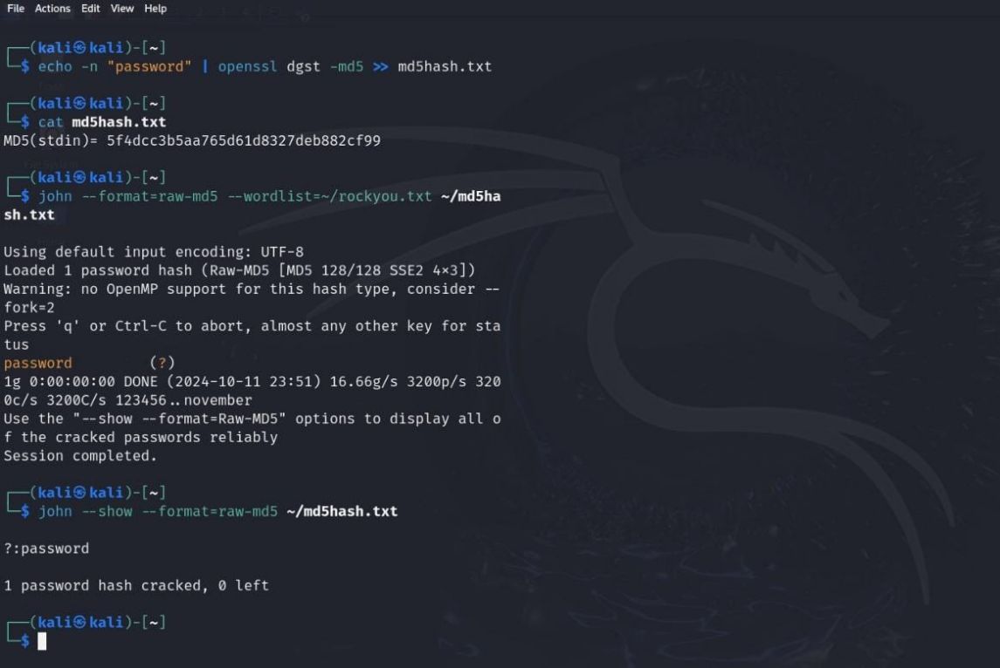 File Actions Edit View Help
┌──(kali㉿kali)-[~]
└─$ echo -n "password" | openssl dgst -md5 >> md5hash.txt
┌──(kali㉿kali)-[~]
└─$ cat md5hash.txt
MD5(stdin)= 5f4dcc3b5aa765d61d8327deb882cf99
┌──(kali㉿kali)-[~]
└─$ john --format=raw-md5 --wordlist=~/rockyou.txt ~/md5ha
sh.txt
Using default input encoding: UTF-8
Loaded 1 password hash (Raw-MD5 [MD5 128/128 SSE2 4×3])
Warning: no OpenMP support for this hash type, consider --
fork=2
Press 'q' or Ctrl-C to abort, almost any other key for sta
tus
password (?)
1g 0:00:00:00 DONE (2024-10-11 23:51) 16.66g/s 3200p/s 320
0c/s 3200C/s 123456..november
Use the "--show --format=Raw-MD5" options to display all o
f the cracked passwords reliably
Session completed.
┌──(kali㉿kali)-[~]
└─$ john --show --format=raw-md5 ~/md5hash.txt
?:password
1 password hash cracked, 0 left
┌──(kali㉿kali)-[~]
└─$